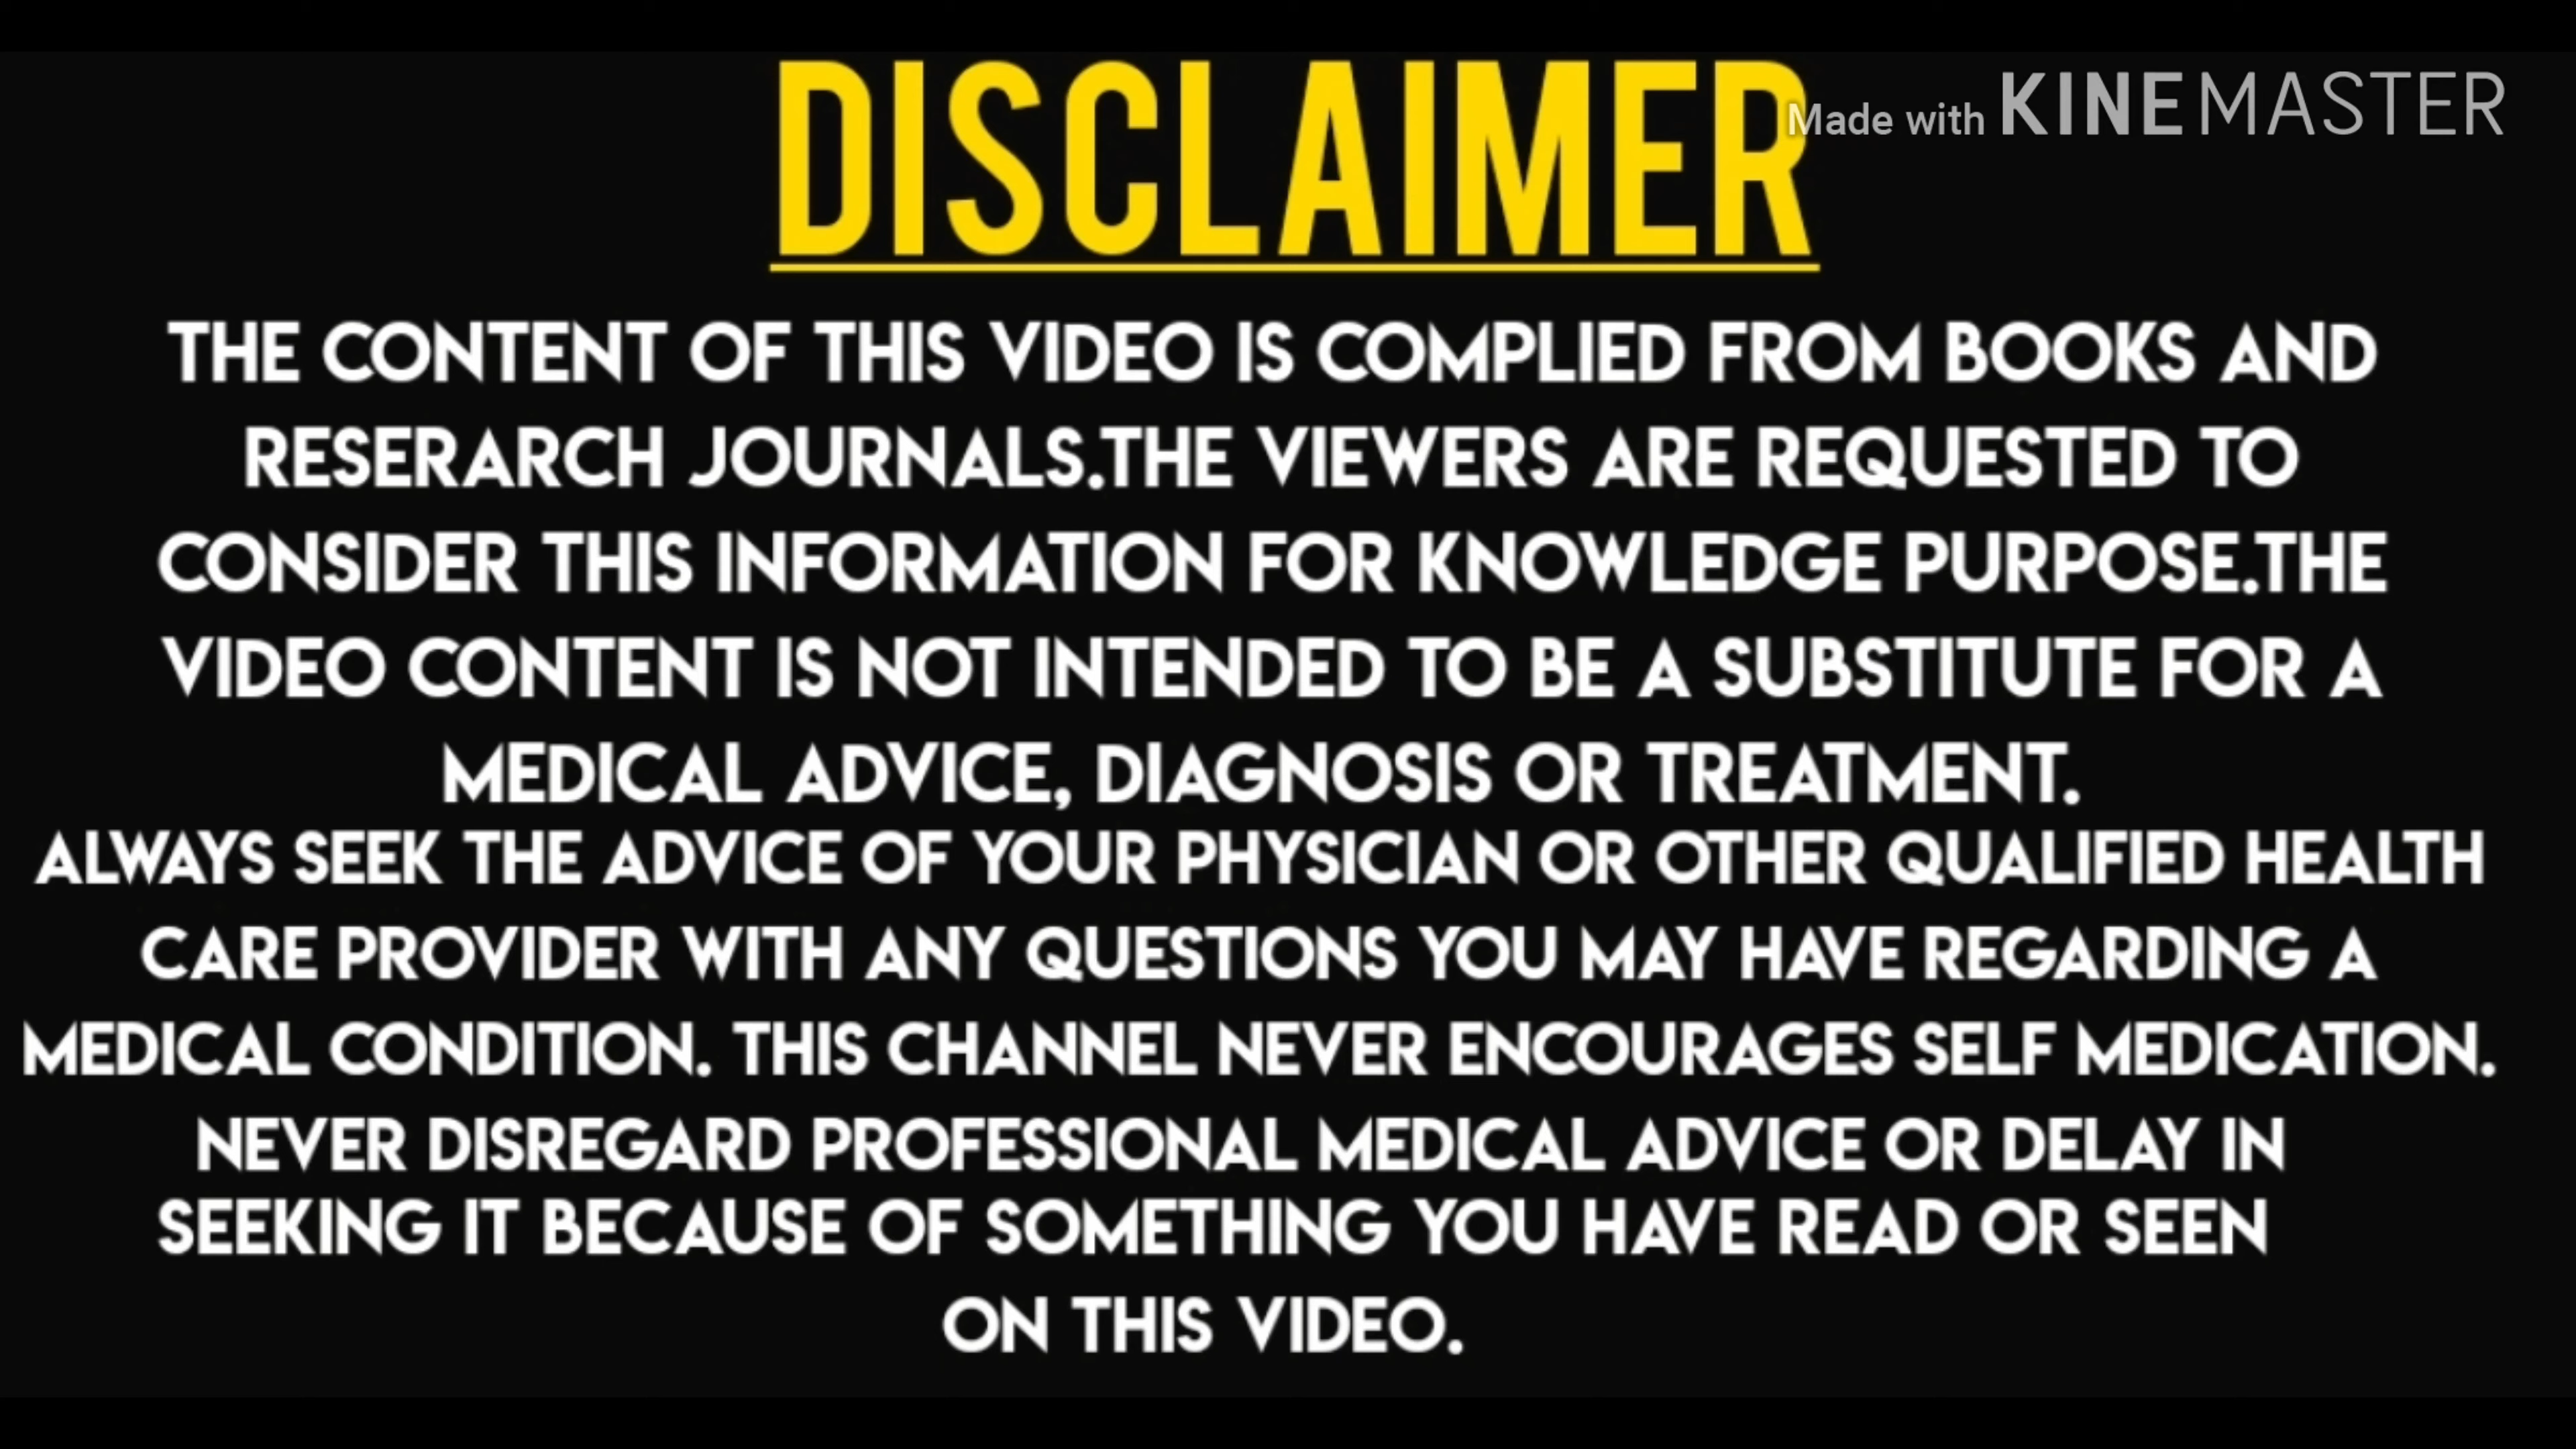 DISCLAIMER
Made with KINEMASTER
THE CONTENT OF THIS VIDEO IS COMPLIED FROM BOOKS AND
RESERARCH JOURNALS.THE VIEWERS ARE REQUESTED TO
CONSIDER THIS INFORMATION FOR KNOWLEDGE PURPOSE.THE
VIDEO CONTENT IS NOT INTENDED TO BE A SUBSTITUTE FOR A
MEDICAL ADVICE, DIAGNOSIS OR TREATMENT.
ALWAYS SEEK THE ADVICE OF YOUR PHYSICIAN OR OTHER QUALIFIED HEALTH
CARE PROVIDER WITH ANY QUESTIONS YOU MAY HAVE REGARDING A
MEDICAL CONDITION. THIS CHANNEL NEVER ENCOURAGES SELF MEDICATION.
NEVER DISREGARD PROFESSIONAL MEDICAL ADVICE OR DELAY IN
SEEKING IT BECAUSE OF SOMETHING YOU HAVE READ OR SEEN
ON THIS VIDEO.